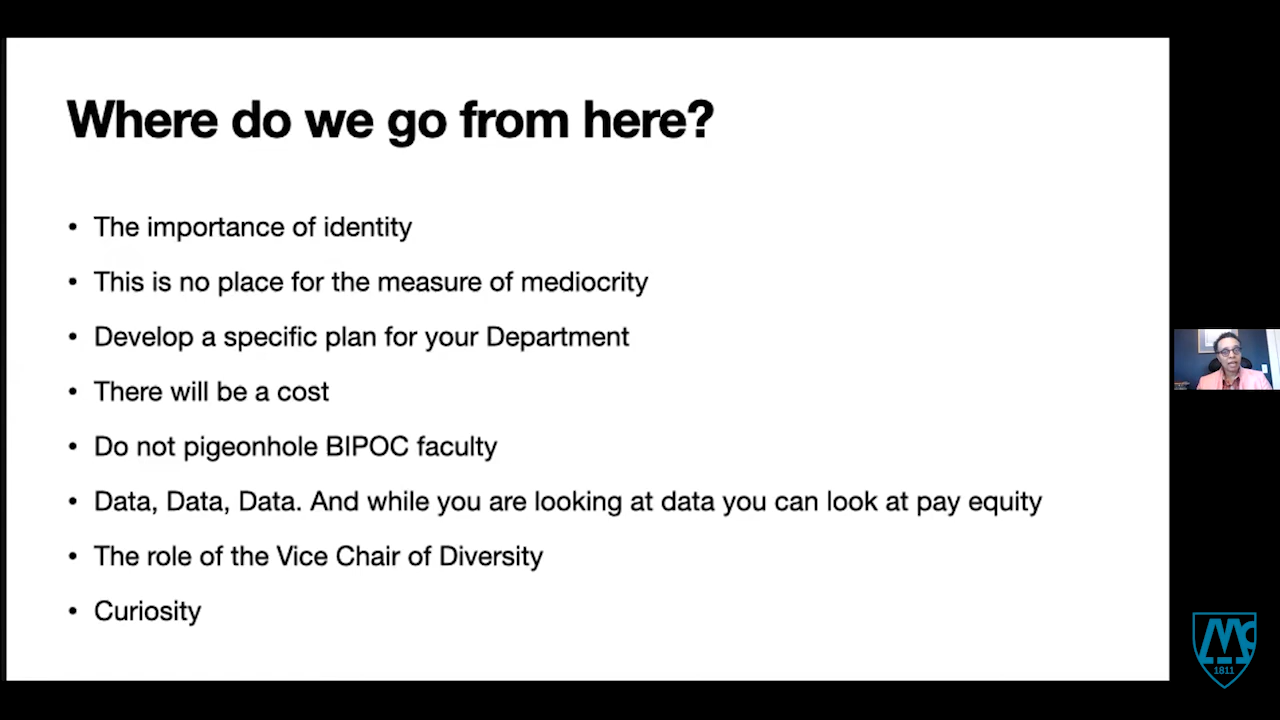 Where do we go from here?
• The importance of identity
• This is no place for the measure of mediocrity
• Develop a specific plan for your Department
• There will be a cost
• Do not pigeonhole BIPOC faculty
• Data, Data, Data. And while you are looking at data you can look at pay equity
• The role of the Vice Chair of Diversity
• Curiosity
Mc
1811